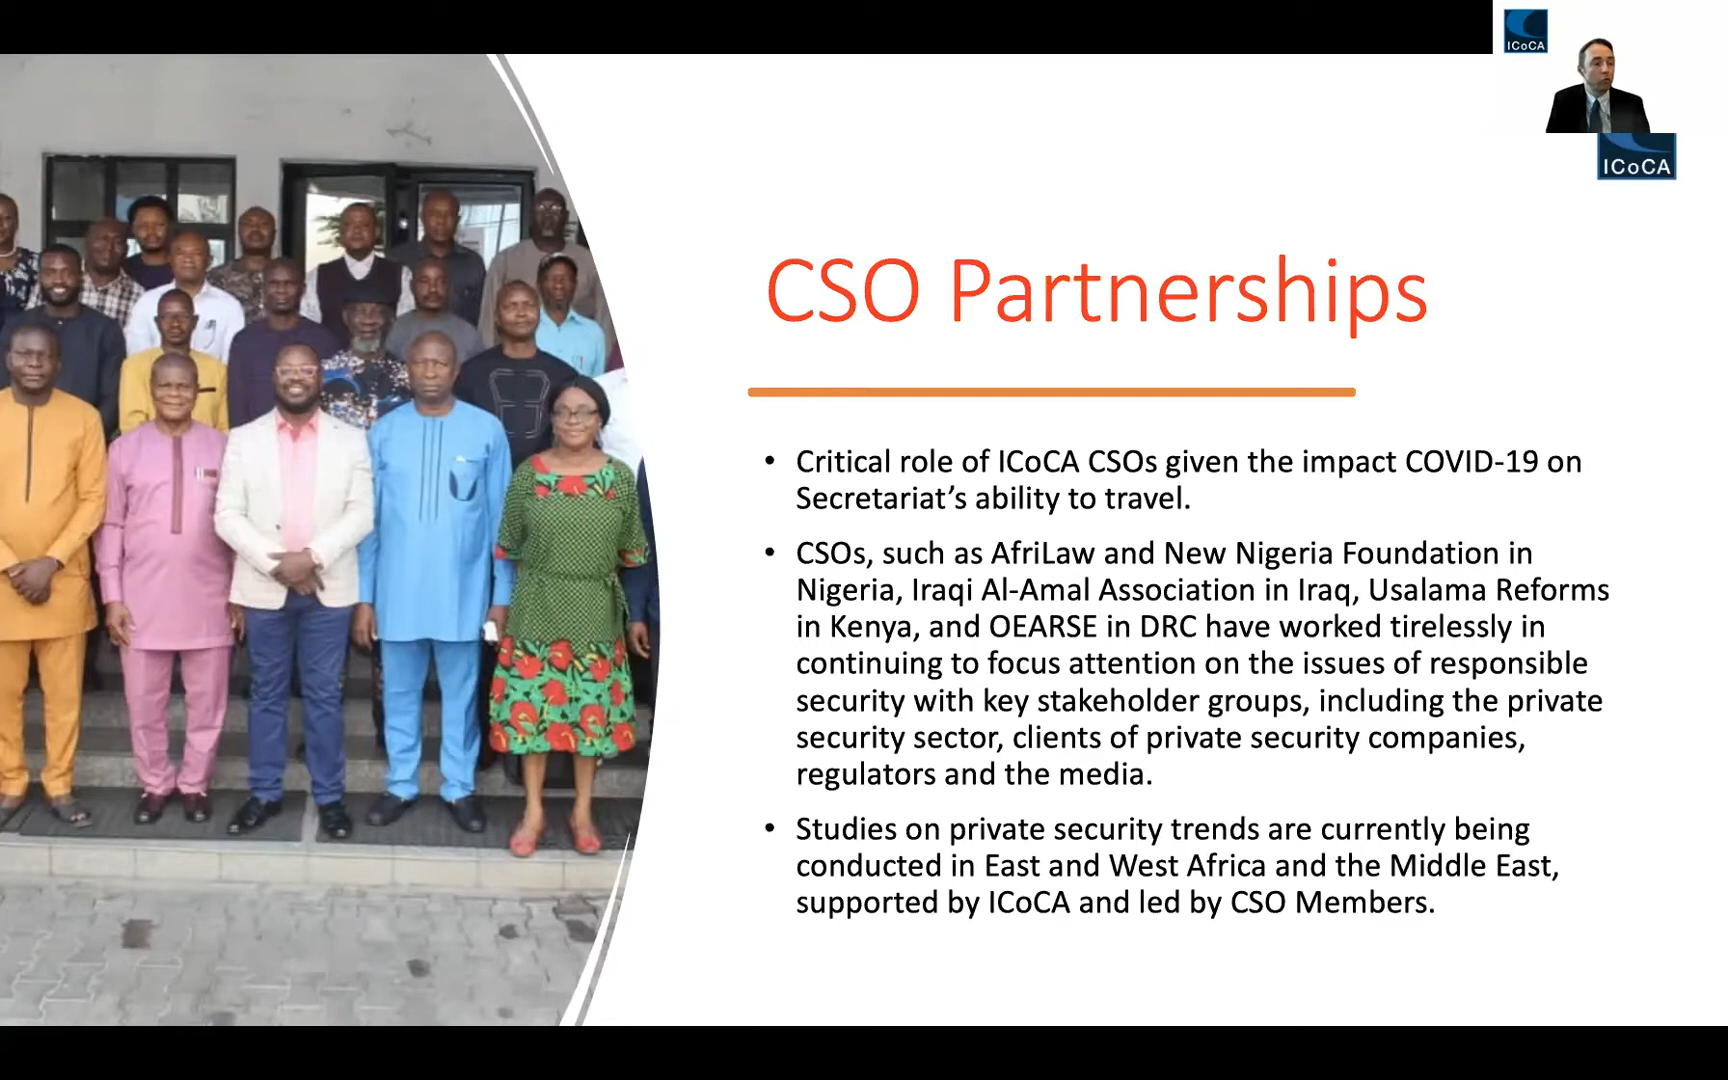 ICoCA
ICoCA
CSO Partnerships
• Critical role of ICoCA CSOs given the impact COVID-19 on
Secretariat’s ability to travel.
• CSOs, such as AfriLaw and New Nigeria Foundation in
Nigeria, Iraqi Al-Amal Association in Iraq, Usalama Reforms
in Kenya, and OEARSE in DRC have worked tirelessly in
continuing to focus attention on the issues of responsible
security with key stakeholder groups, including the private
security sector, clients of private security companies,
regulators and the media.
• Studies on private security trends are currently being
conducted in East and West Africa and the Middle East,
supported by ICoCA and led by CSO Members.